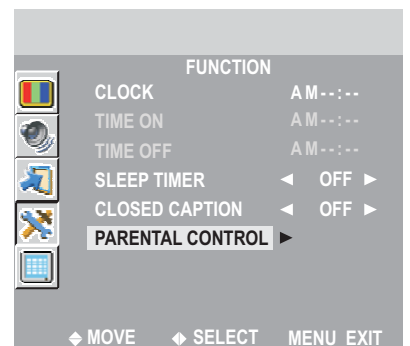 FUNCTION
CLOCK AM--:--
TIME ON AM--:--
TIME OFF AM--:--
SLEEP TIMER ◄ OFF ►
CLOSED CAPTION ◄ OFF ►
PARENTAL CONTROL ►
MOVE SELECT MENU EXIT